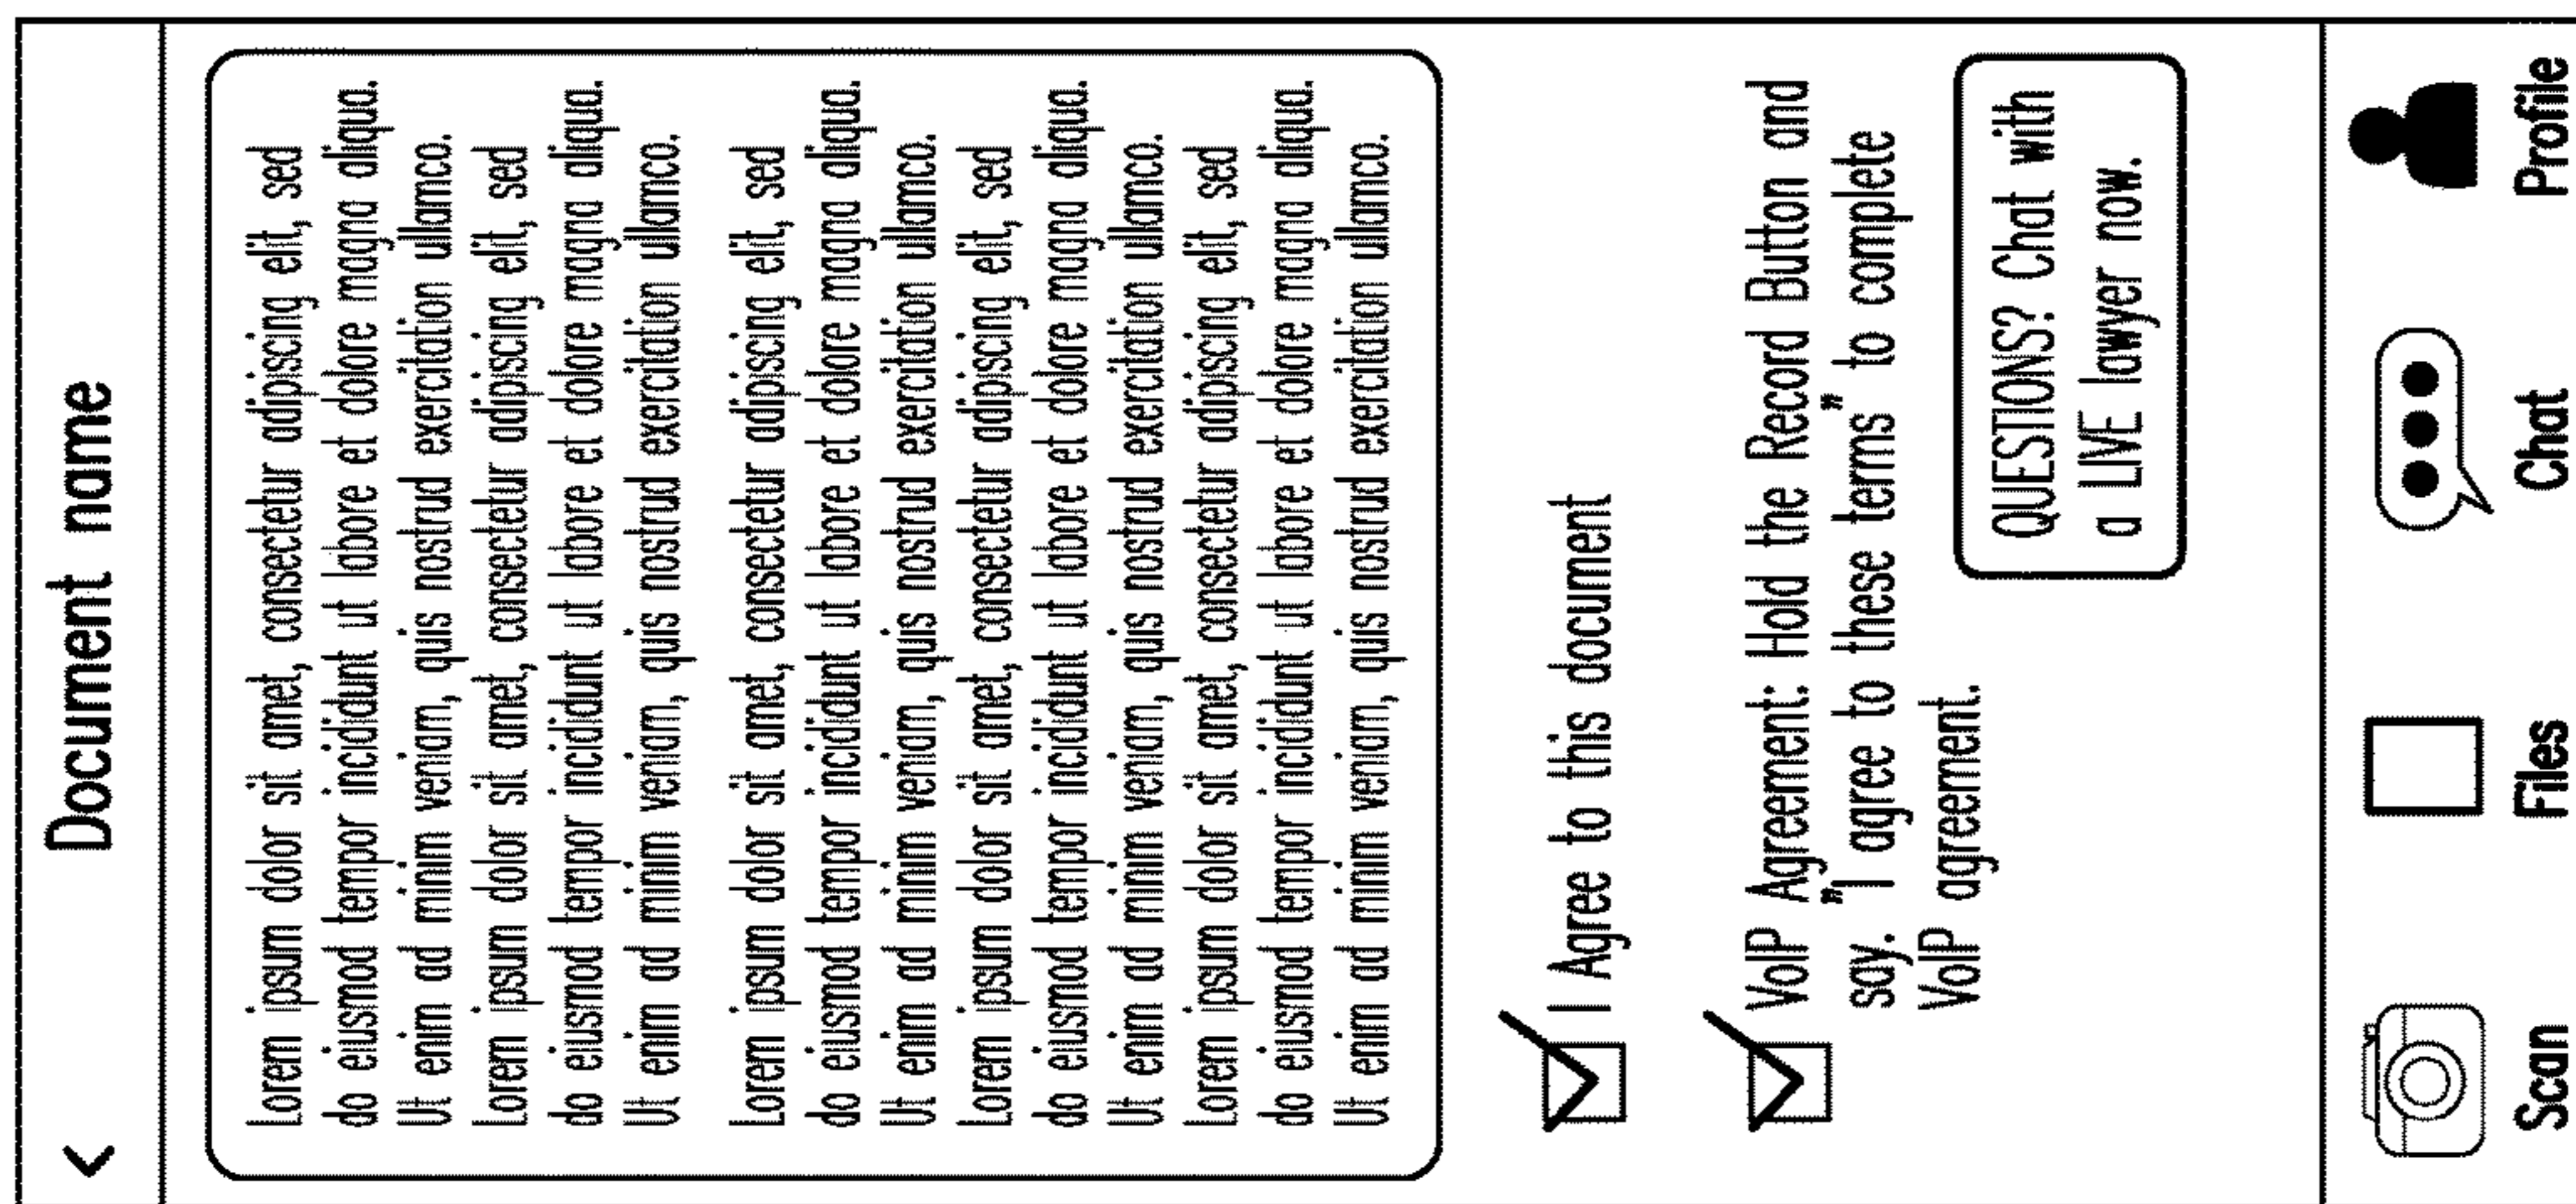 Document name
Lorem ipsum dolor sit amet, consectetur adipiscing elit, sed
do eiusmod tempor incididunt ut labore et dolore magna aliqua.
Ut enim ad minim veniam, quis nostrud exercitation ullamco.
Lorem ipsum dolor sit amet, consectetur adipiscing elit, sed
do eiusmod tempor incididunt ut labore et dolore magna aliqua.
Ut enim ad minim veniam, quis nostrud exercitation ullamco.
Lorem ipsum dolor sit amet, consectetur adipiscing elit, sed
do eiusmod tempor incididunt ut labore et dolore magna aliqua.
Ut enim ad minim veniam, quis nostrud exercitation ullamco.
Lorem ipsum dolor sit amet, consectetur adipiscing elit, sed
do eiusmod tempor incididunt ut labore et dolore magna aliqua.
Ut enim ad minim veniam, quis nostrud exercitation ullamco.
Lorem ipsum dolor sit amet, consectetur adipiscing elit, sed
do eiusmod tempor incididunt ut labore et dolore magna aliqua.
Ut enim ad minim veniam, quis nostrud exercitation ullamco.
I Agree to this document
VoIP Agreement: Hold the Record Button and
say. "I agree to these terms" to complete
VoIP agreement.
QUESTIONS? Chat with
a LIVE lawyer now.
Scan Files Chat Profile